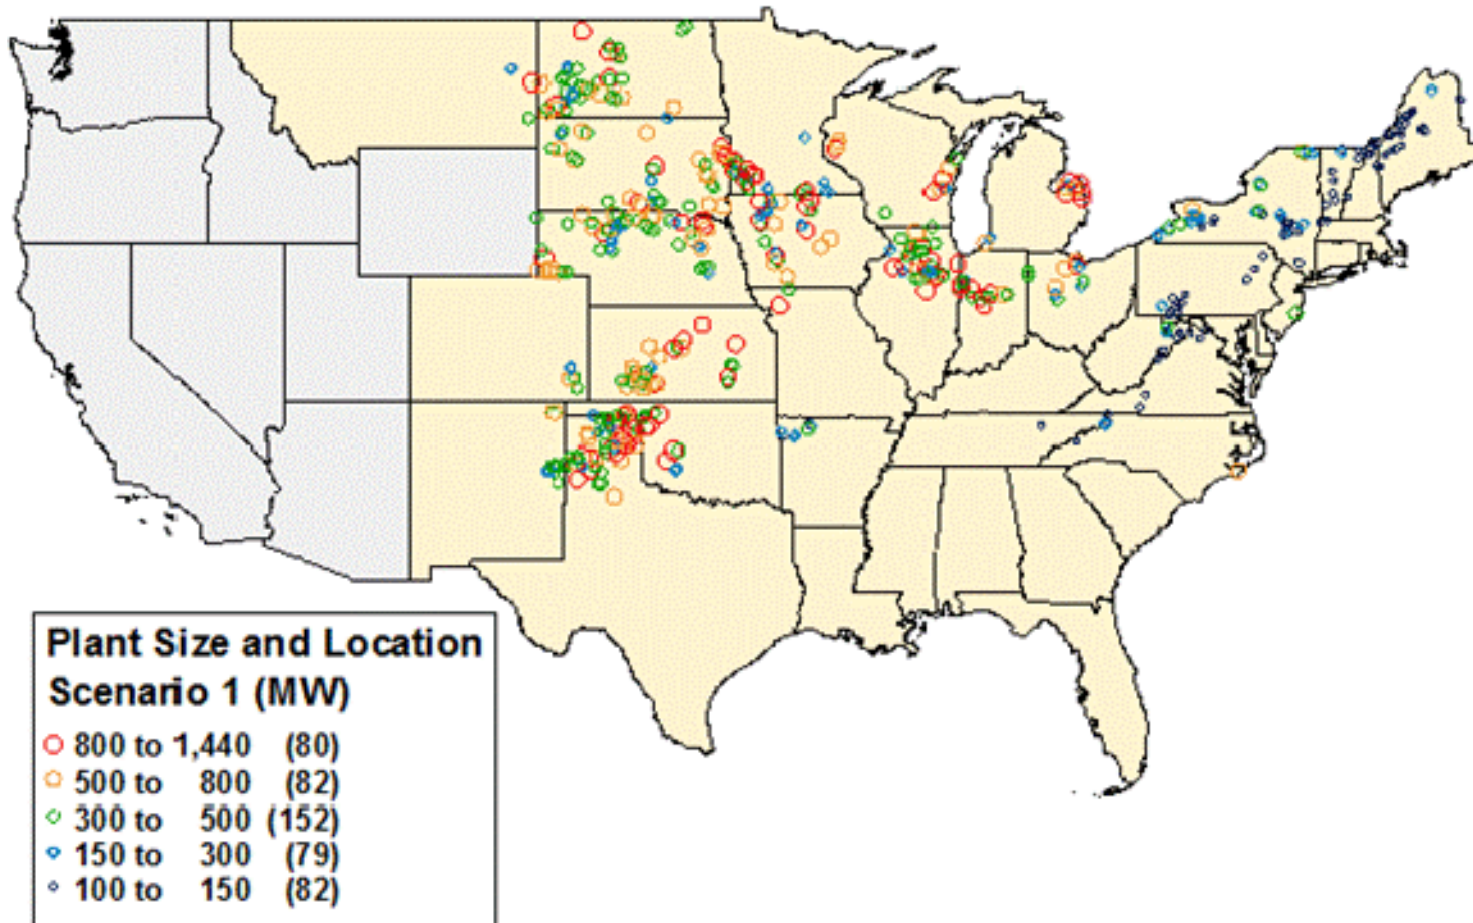 Plant Size and Location
Scenario 1 (MW)
800 to 1,440 (80)
500 to 800 (82)
300 to 500 (152)
150 to 300 (79)
100 to 150 (82)